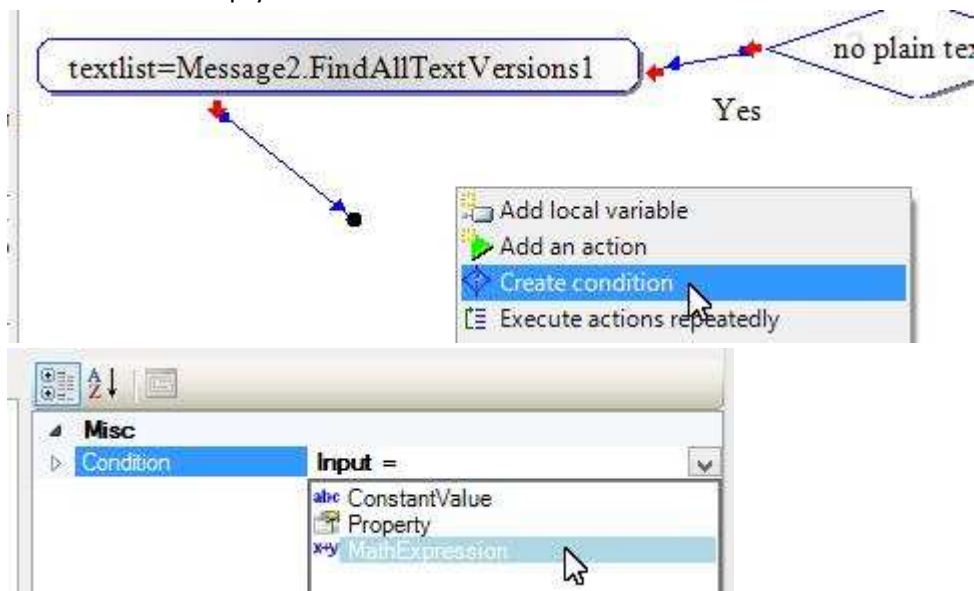 textlist=Message2.FindAllTextVersions1
no plain tex
Yes
Add local variable
Add an action
Create condition
Execute actions repeatedly
Misc
Condition
Input =
abc ConstantValue
Property
x+y MathExpression